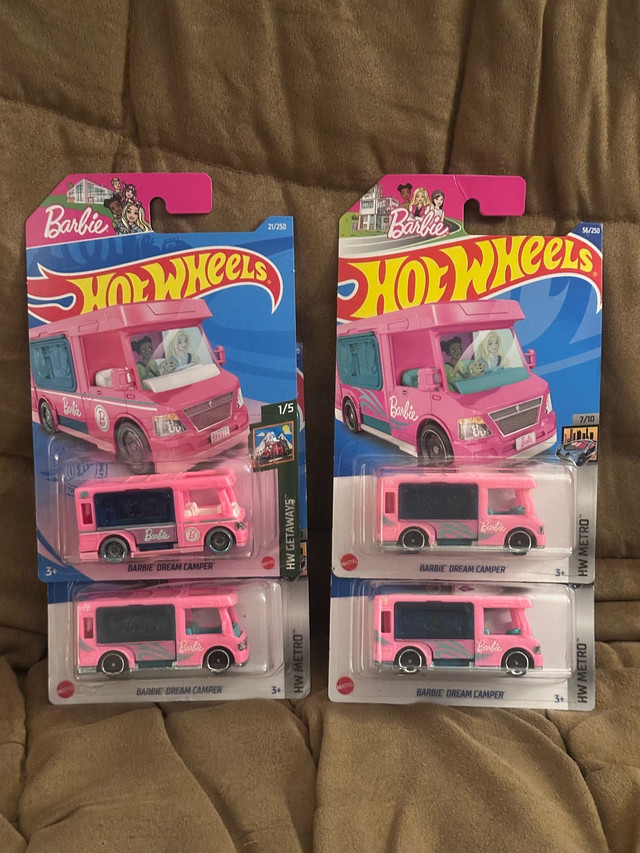 Barbie
21/250
HOT WHEELS
Barbie
B
1/5
Barbie
B
HW GETAWAYS
3+
BARBIE DREAM CAMPER
Barbie
HW METRO
BARBIE DREAM CAMPER
3+
Barbie
56/250
HOT WHEELS
Barbie
7/10
Barbie
HW METRO
MATTEL
BARBIE DREAM CAMPER
3+
Barbie
HW METRO
MATTEL
BARBIE DREAM CAMPER
3+